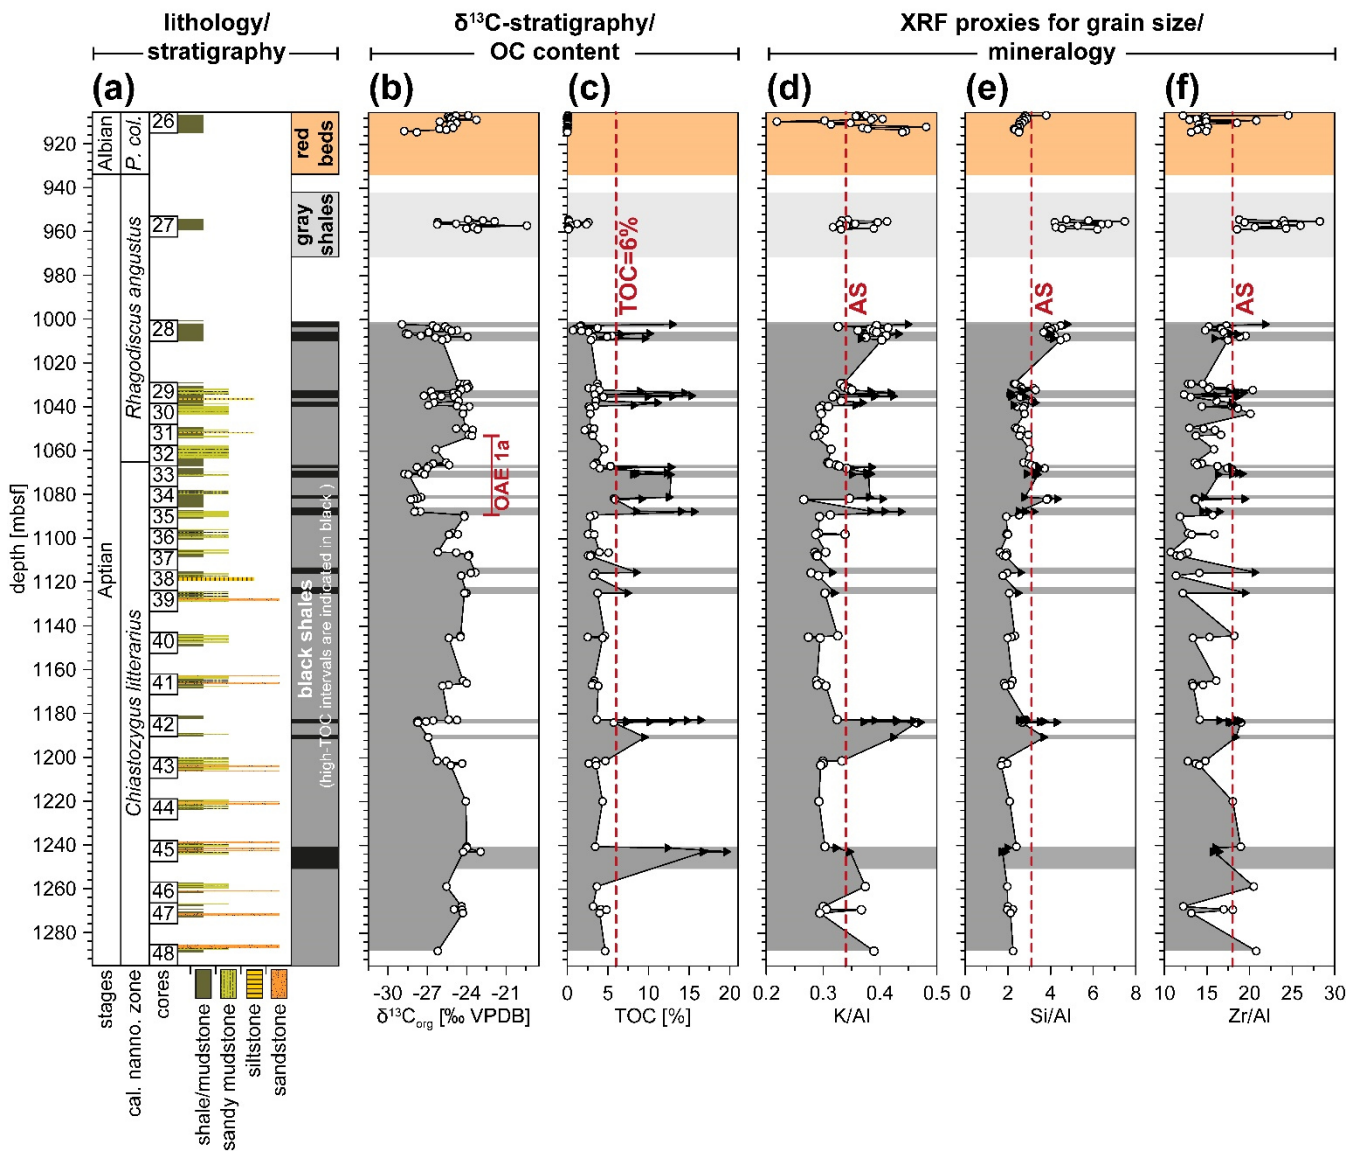 lithology/
stratigraphy
δ¹³C-stratigraphy/
OC content
XRF proxies for grain size/
mineralogy
(a)
(b)
(c)
(d)
(e)
(f)
depth [mbsf]
920
940
960
980
1000
1020
1040
1060
1080
1100
1120
1140
1160
1180
1200
1220
1240
1260
1280
Albian
Aptian
P. col.
Rhagodiscus angustus
Chiastozygus litterarius
26
27
28
29
30
31
32
33
34
35
36
37
38
39
40
41
42
43
44
45
46
47
48
red
beds
gray
shales
black shales
(high-TOC intervals are indicated in black )
OAE 1a
TOC=6%
AS
AS
AS
stages
cal. nanno. zone
cores
shale/mudstone
sandy mudstone
siltstone
sandstone
-30 -27 -24 -21
δ¹³Corg [‰ VPDB]
0 5 10 15 20
TOC [%]
0.2 0.3 0.4 0.5
K/Al
0 2 4 6 8
Si/Al
10 15 20 25 30
Zr/Al